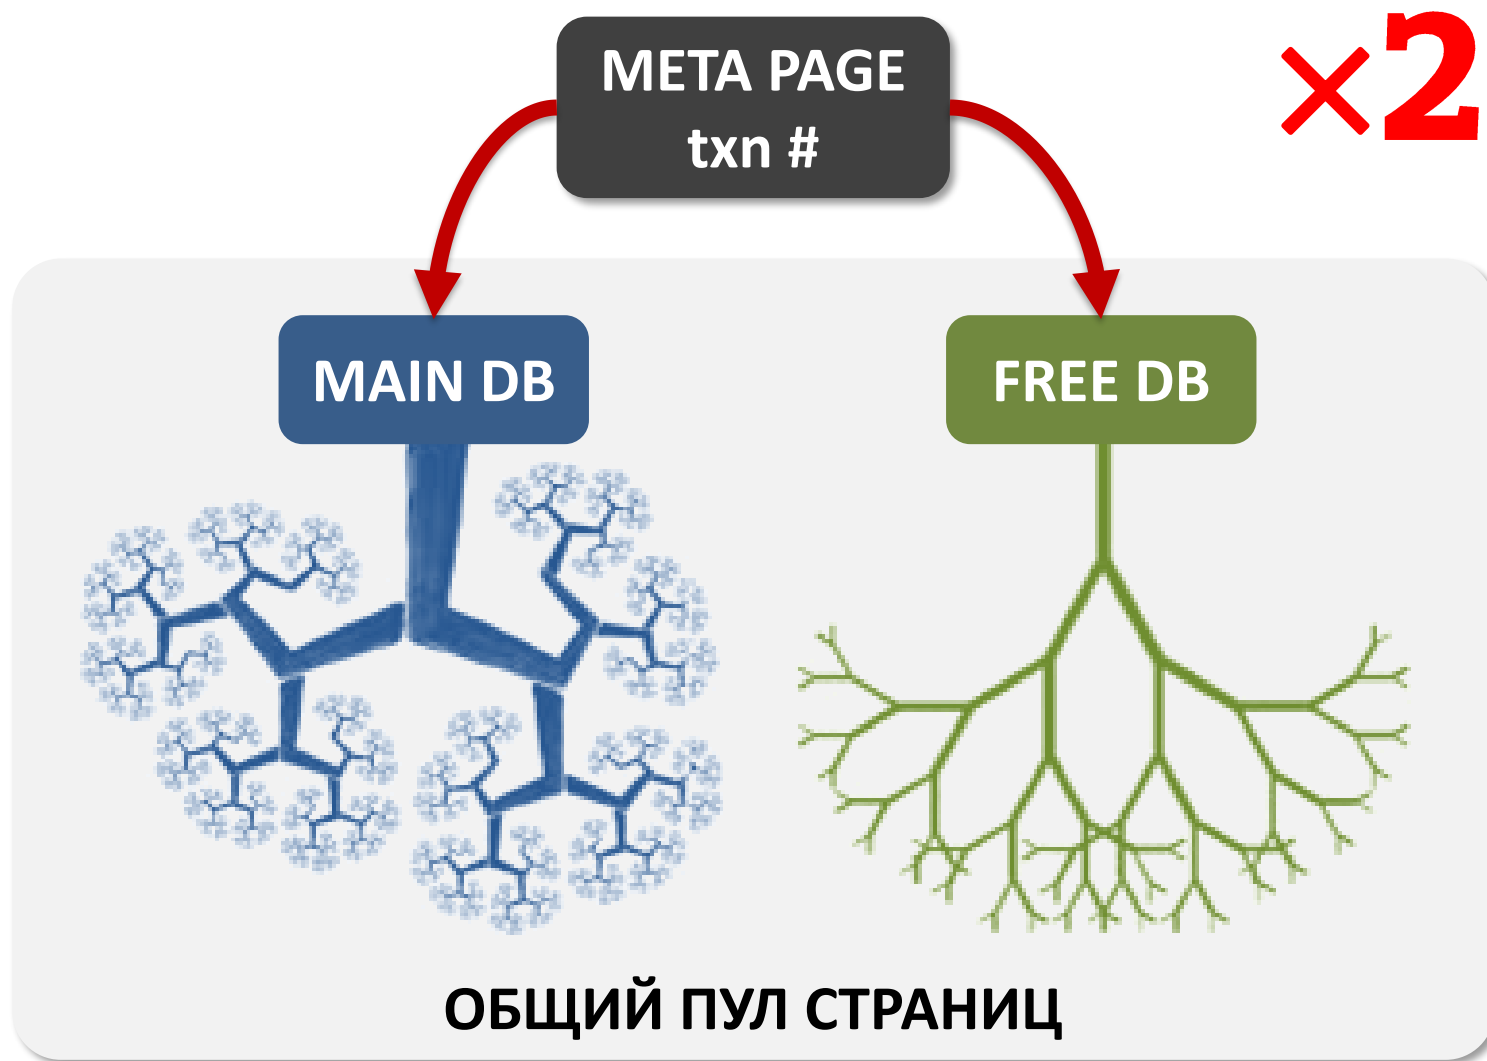 META PAGE
txn #
×2
MAIN DB
FREE DB
ОБЩИЙ ПУЛ СТРАНИЦ